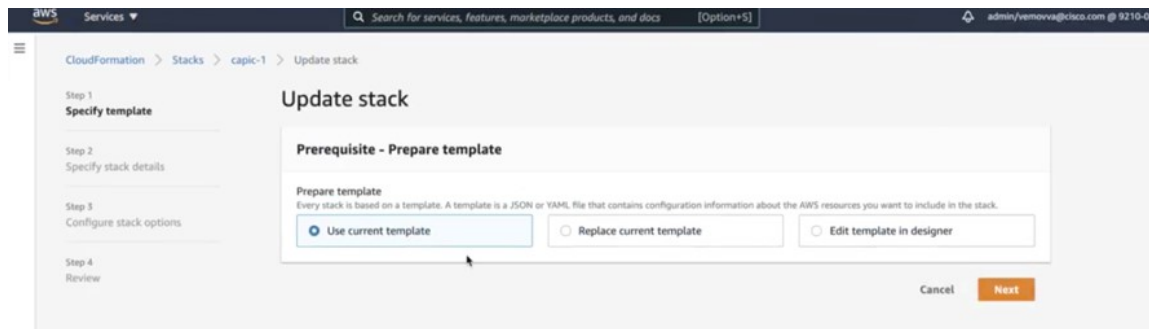 aws Services ▼ Search for services, features, marketplace products, and docs [Option+S] admin/vemovva@cisco.com @ 9210-0
CloudFormation > Stacks > capic-1 > Update stack
Step 1
Specify template
Step 2
Specify stack details
Step 3
Configure stack options
Step 4
Review
Update stack
Prerequisite - Prepare template
Prepare template
Every stack is based on a template. A template is a JSON or YAML file that contains configuration information about the AWS resources you want to include in the stack.
Use current template
Replace current template
Edit template in designer
Cancel
Next